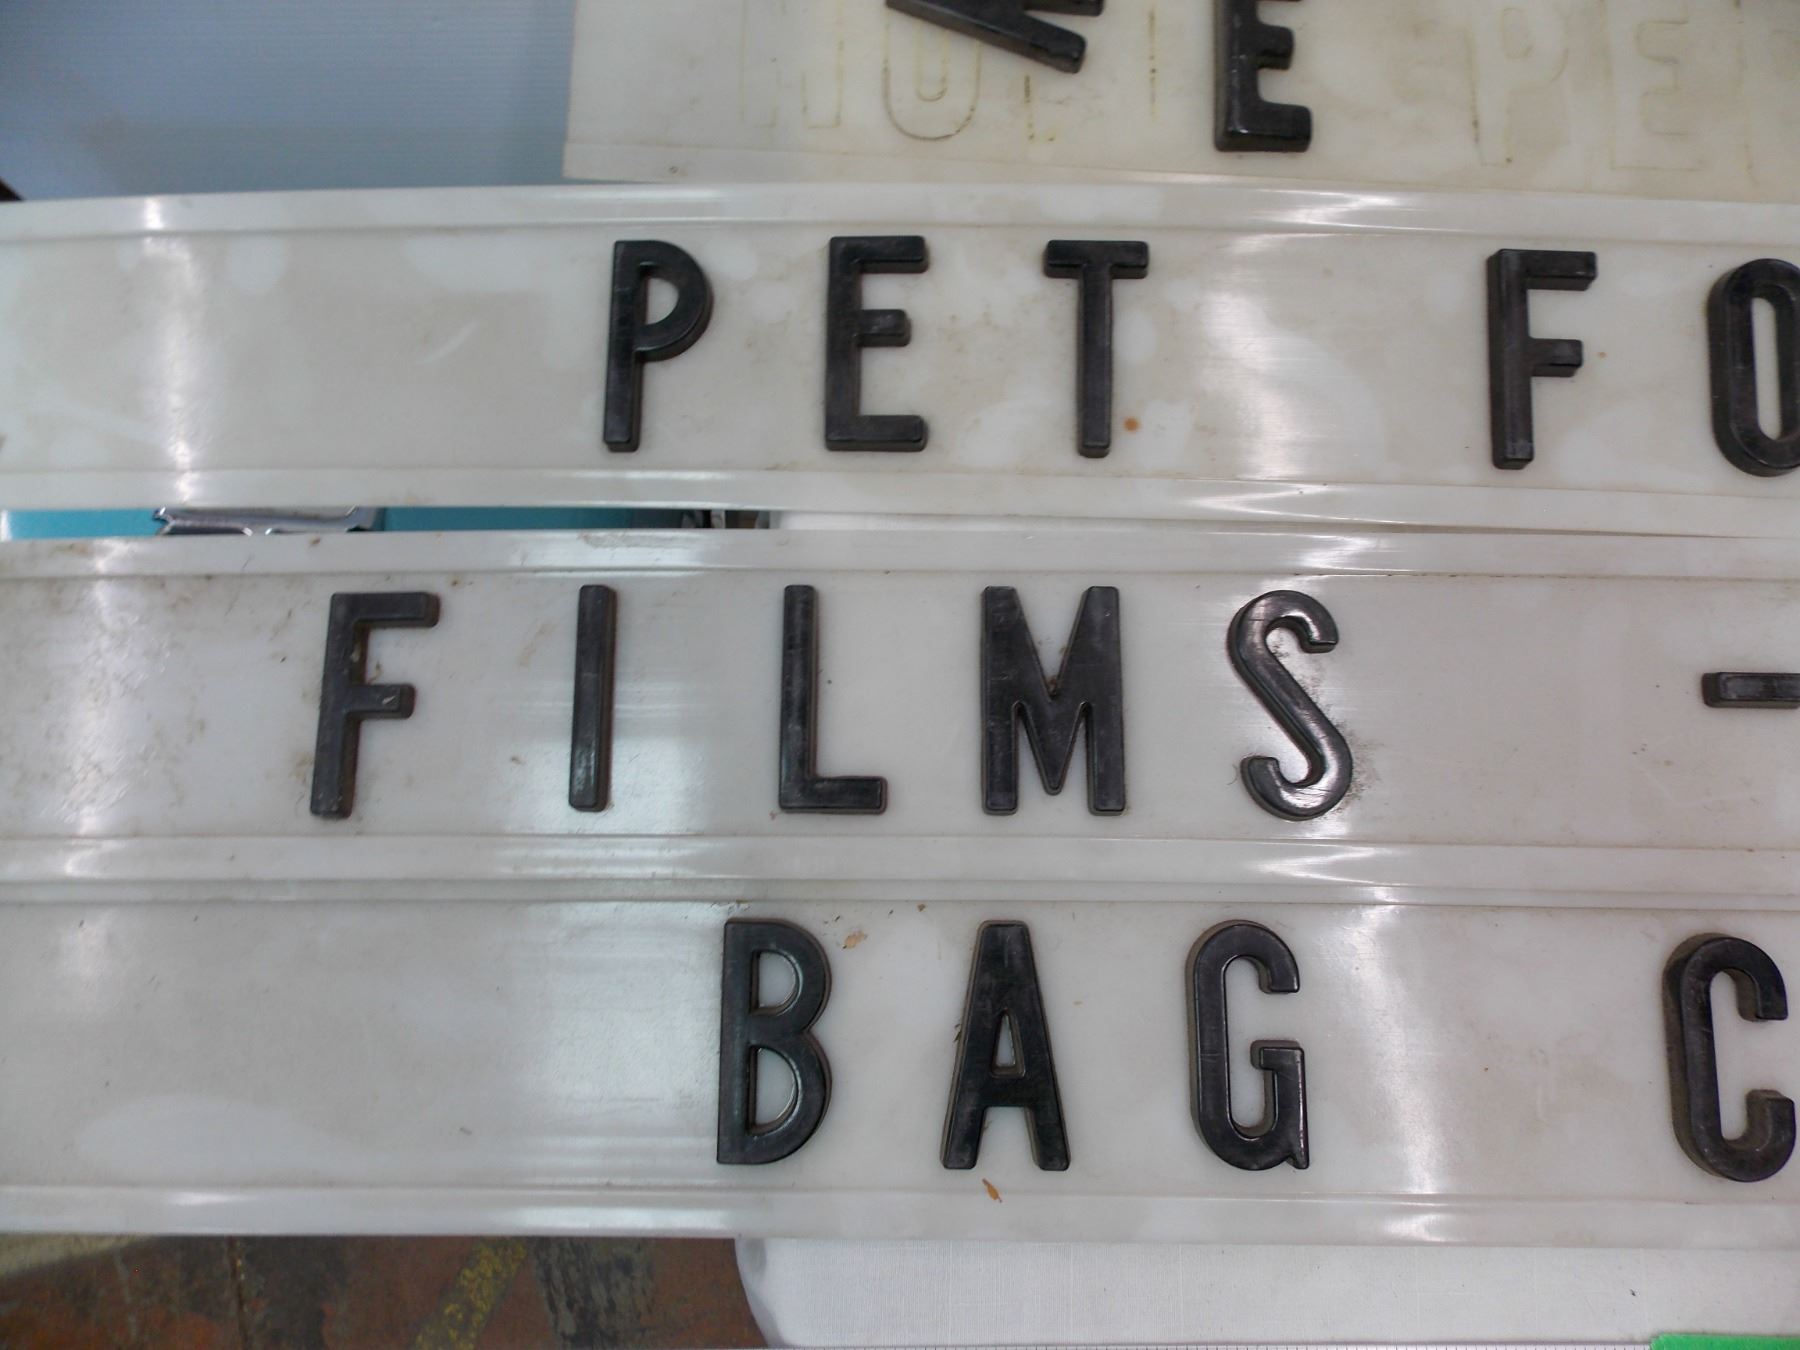 E
PET FO
FILMS -
BAG C